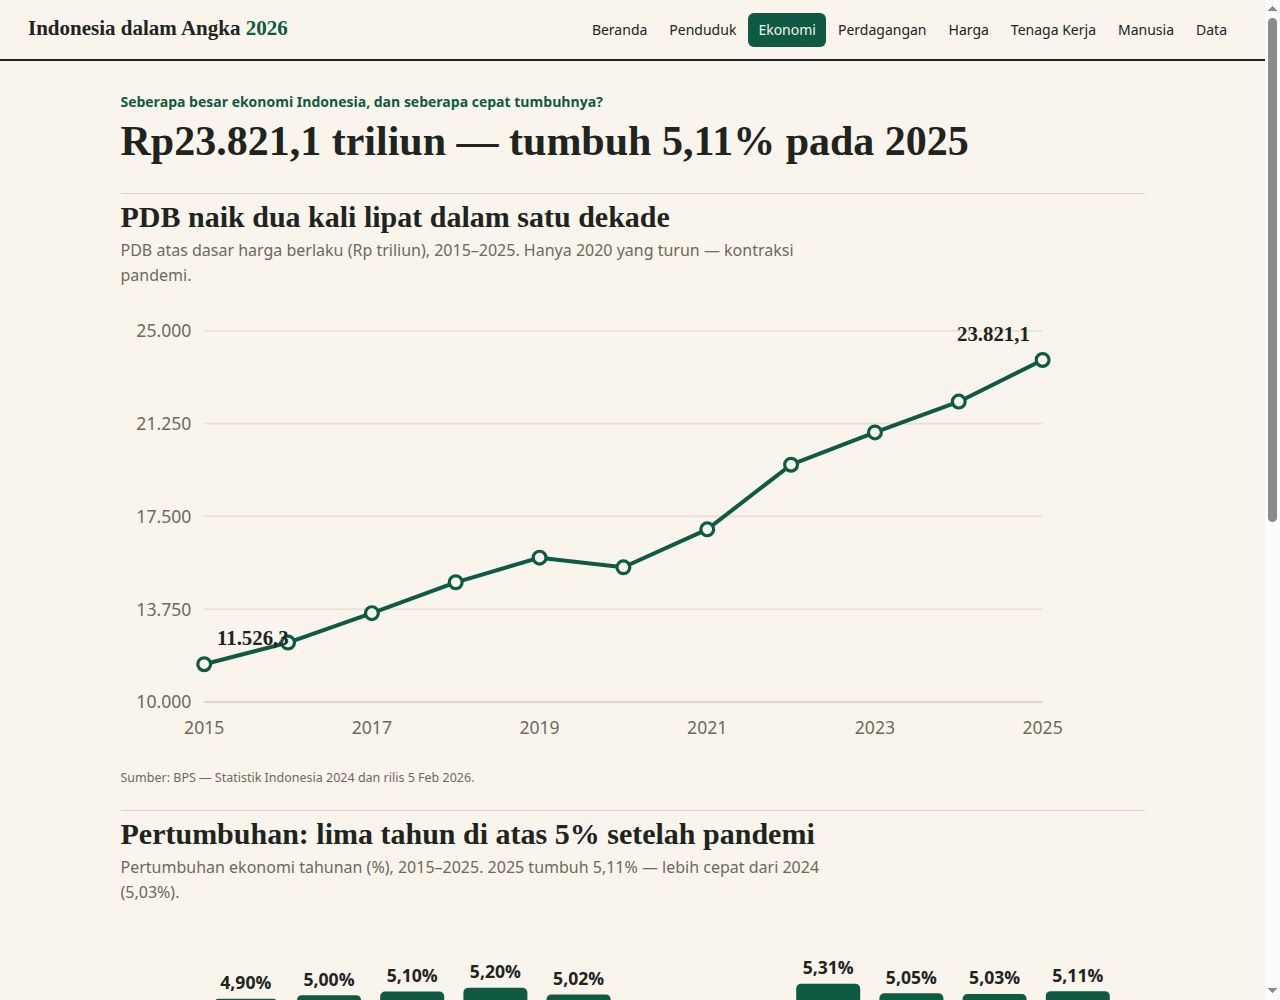 Indonesia dalam Angka 2026
Beranda Penduduk Ekonomi Perdagangan Harga Tenaga Kerja Manusia Data
Seberapa besar ekonomi Indonesia, dan seberapa cepat tumbuhnya?
Rp23.821,1 triliun — tumbuh 5,11% pada 2025
PDB naik dua kali lipat dalam satu dekade
PDB atas dasar harga berlaku (Rp triliun), 2015–2025. Hanya 2020 yang turun — kontraksi
pandemi.
25.000
23.821,1
21.250
17.500
13.750
11.526,3
10.000
2015 2017 2019 2021 2023 2025
Sumber: BPS — Statistik Indonesia 2024 dan rilis 5 Feb 2026.
Pertumbuhan: lima tahun di atas 5% setelah pandemi
Pertumbuhan ekonomi tahunan (%), 2015–2025. 2025 tumbuh 5,11% — lebih cepat dari 2024
(5,03%).
4,90% 5,00% 5,10% 5,20% 5,02% 5,31% 5,05% 5,03% 5,11%